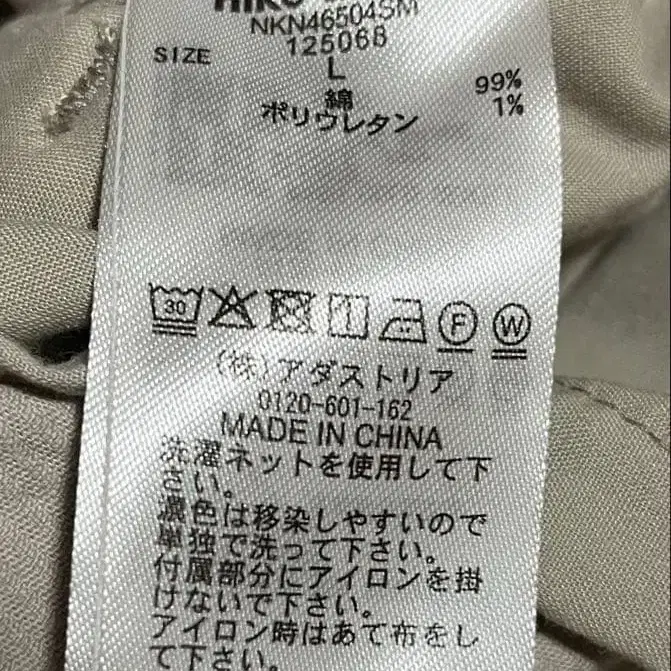 NKN46504SM
125068
SIZE L
綿 99%
ポリウレタン 1%
30
F W
(株)アダストリア
0120-601-162
MADE IN CHINA
洗濯ネットを使用して下
さい。
濃色は移染しやすいので
単独で洗って下さい。
付属部分にアイロンを掛
けないで下さい。
アイロン時はあて布をし
て下さい。